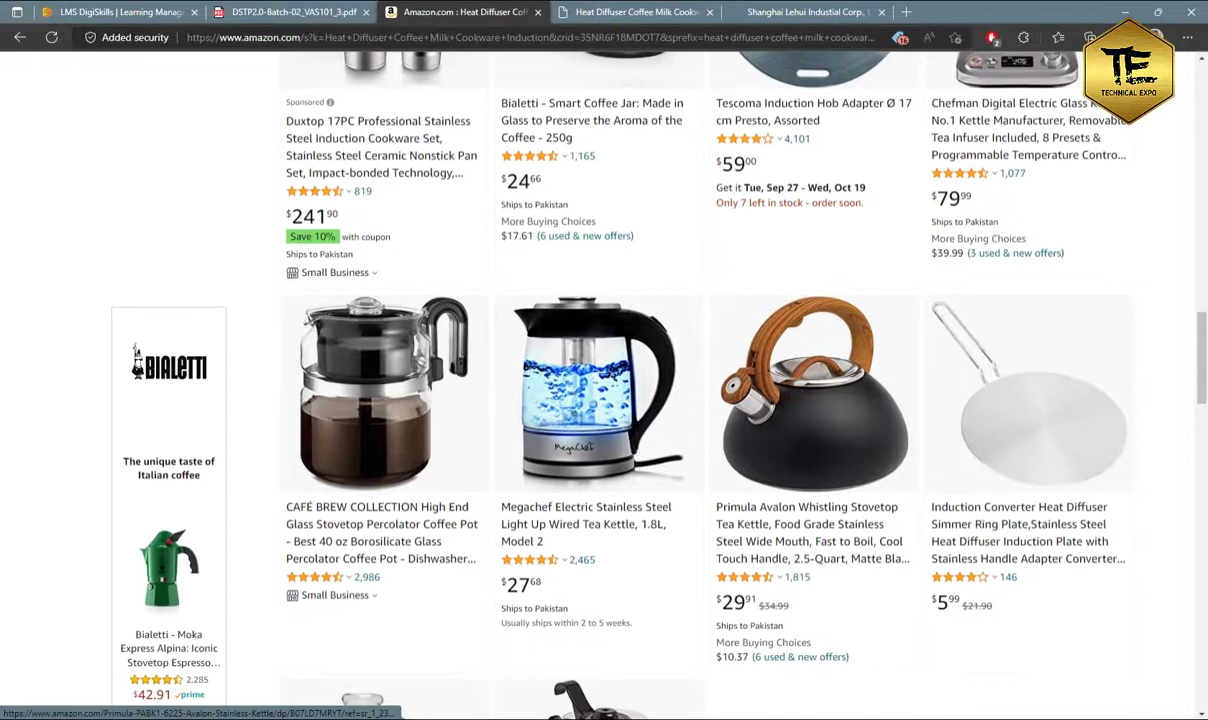 LMS DigiSkills | Learning Manag
DSTP2.0-Batch-02_VAS101_3.pdf
Amazon.com : Heat Diffuser Cof
Heat Diffuser Coffee Milk Cookw
Shanghai Lehui Industial Corp.,
Added security
https://www.amazon.com/s?k=Heat+Diffuser+Coffee+Milk+Cookware+Induction&crid=35NR6F18MDOT7&sprefix=heat+diffuser+coffee+milk+cookwar...
16
2
TE
TECHNICAL EXPO
Sponsored
Duxtop 17PC Professional Stainless
Steel Induction Cookware Set,
Stainless Steel Ceramic Nonstick Pan
Set, Impact-bonded Technology,...
819
$241 90
Save 10% with coupon
Ships to Pakistan
Small Business
Bialetti - Smart Coffee Jar: Made in
Glass to Preserve the Aroma of the
Coffee - 250g
1,165
$24 66
Ships to Pakistan
More Buying Choices
$17.61 (6 used & new offers)
Tescoma Induction Hob Adapter Ø 17
cm Presto, Assorted
4,101
$59 00
Get it Tue, Sep 27 - Wed, Oct 19
Only 7 left in stock - order soon.
Chefman Digital Electric Glass
No.1 Kettle Manufacturer, Removable
Tea Infuser Included, 8 Presets &
Programmable Temperature Contro...
1,077
$79 99
Ships to Pakistan
More Buying Choices
$39.99 (3 used & new offers)
BIALETTI
The unique taste of
Italian coffee
Bialetti - Moka
Express Alpina: Iconic
Stovetop Espresso...
2,285
$42.91 prime
CAFÉ BREW COLLECTION High End
Glass Stovetop Percolator Coffee Pot
- Best 40 oz Borosilicate Glass
Percolator Coffee Pot - Dishwasher...
2,986
Small Business
MegaChef
Megachef Electric Stainless Steel
Light Up Wired Tea Kettle, 1.8L,
Model 2
2,465
$27 68
Ships to Pakistan
Usually ships within 2 to 5 weeks.
Primula Avalon Whistling Stovetop
Tea Kettle, Food Grade Stainless
Steel Wide Mouth, Fast to Boil, Cool
Touch Handle, 2.5-Quart, Matte Bla...
1,815
$29 91 $34.99
Ships to Pakistan
More Buying Choices
$10.37 (6 used & new offers)
Induction Converter Heat Diffuser
Simmer Ring Plate,Stainless Steel
Heat Diffuser Induction Plate with
Stainless Handle Adapter Converter...
146
$5 99 $21.90
https://www.amazon.com/Primula-PABK1-6225-Avalon-Stainless-Kettle/dp/B07LD7MRYT/ref=sr_1_23...